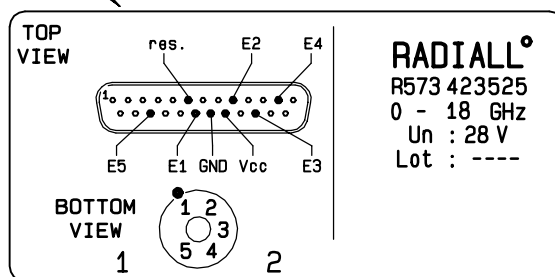 TOP
VIEW
res. E2 E4
1
E5 E1 GND Vcc E3
BOTTOM
VIEW
1 2
5 4 3
1 2
RADIALL°
R573 423525
0 - 18 GHz
Un : 28 V
Lot : ----